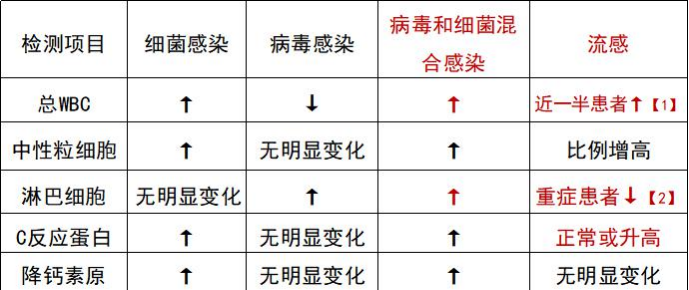 检测项目 细菌感染 病毒感染 病毒和细菌混合感染 流感
总WBC ↑ ↓ ↑ 近一半患者↑【1】
中性粒细胞 ↑ 无明显变化 ↑ 比例增高
淋巴细胞 无明显变化 ↑ ↑ 重症患者↓【2】
C反应蛋白 ↑ 无明显变化 ↑ 正常或升高
降钙素原 ↑ 无明显变化 ↑ 无明显变化